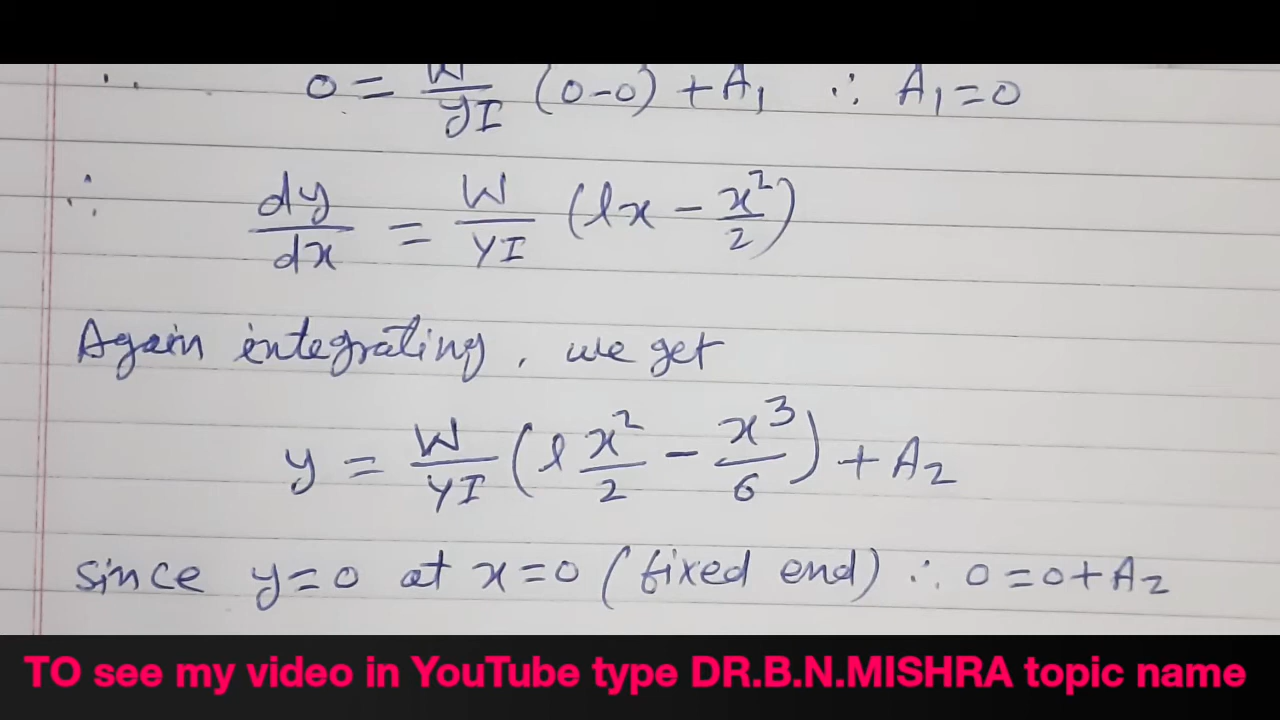 ∴ 0 = W/YI (0-0) + A₁ ∴ A₁=0
∴ dy/dx = W/YI (lx - x²/2)
Again integrating, we get
y = W/YI (l x²/2 - x³/6) + A₂
since y=0 at x=0 (fixed end) ∴ 0=0+A₂
TO see my video in YouTube type DR.B.N.MISHRA topic name